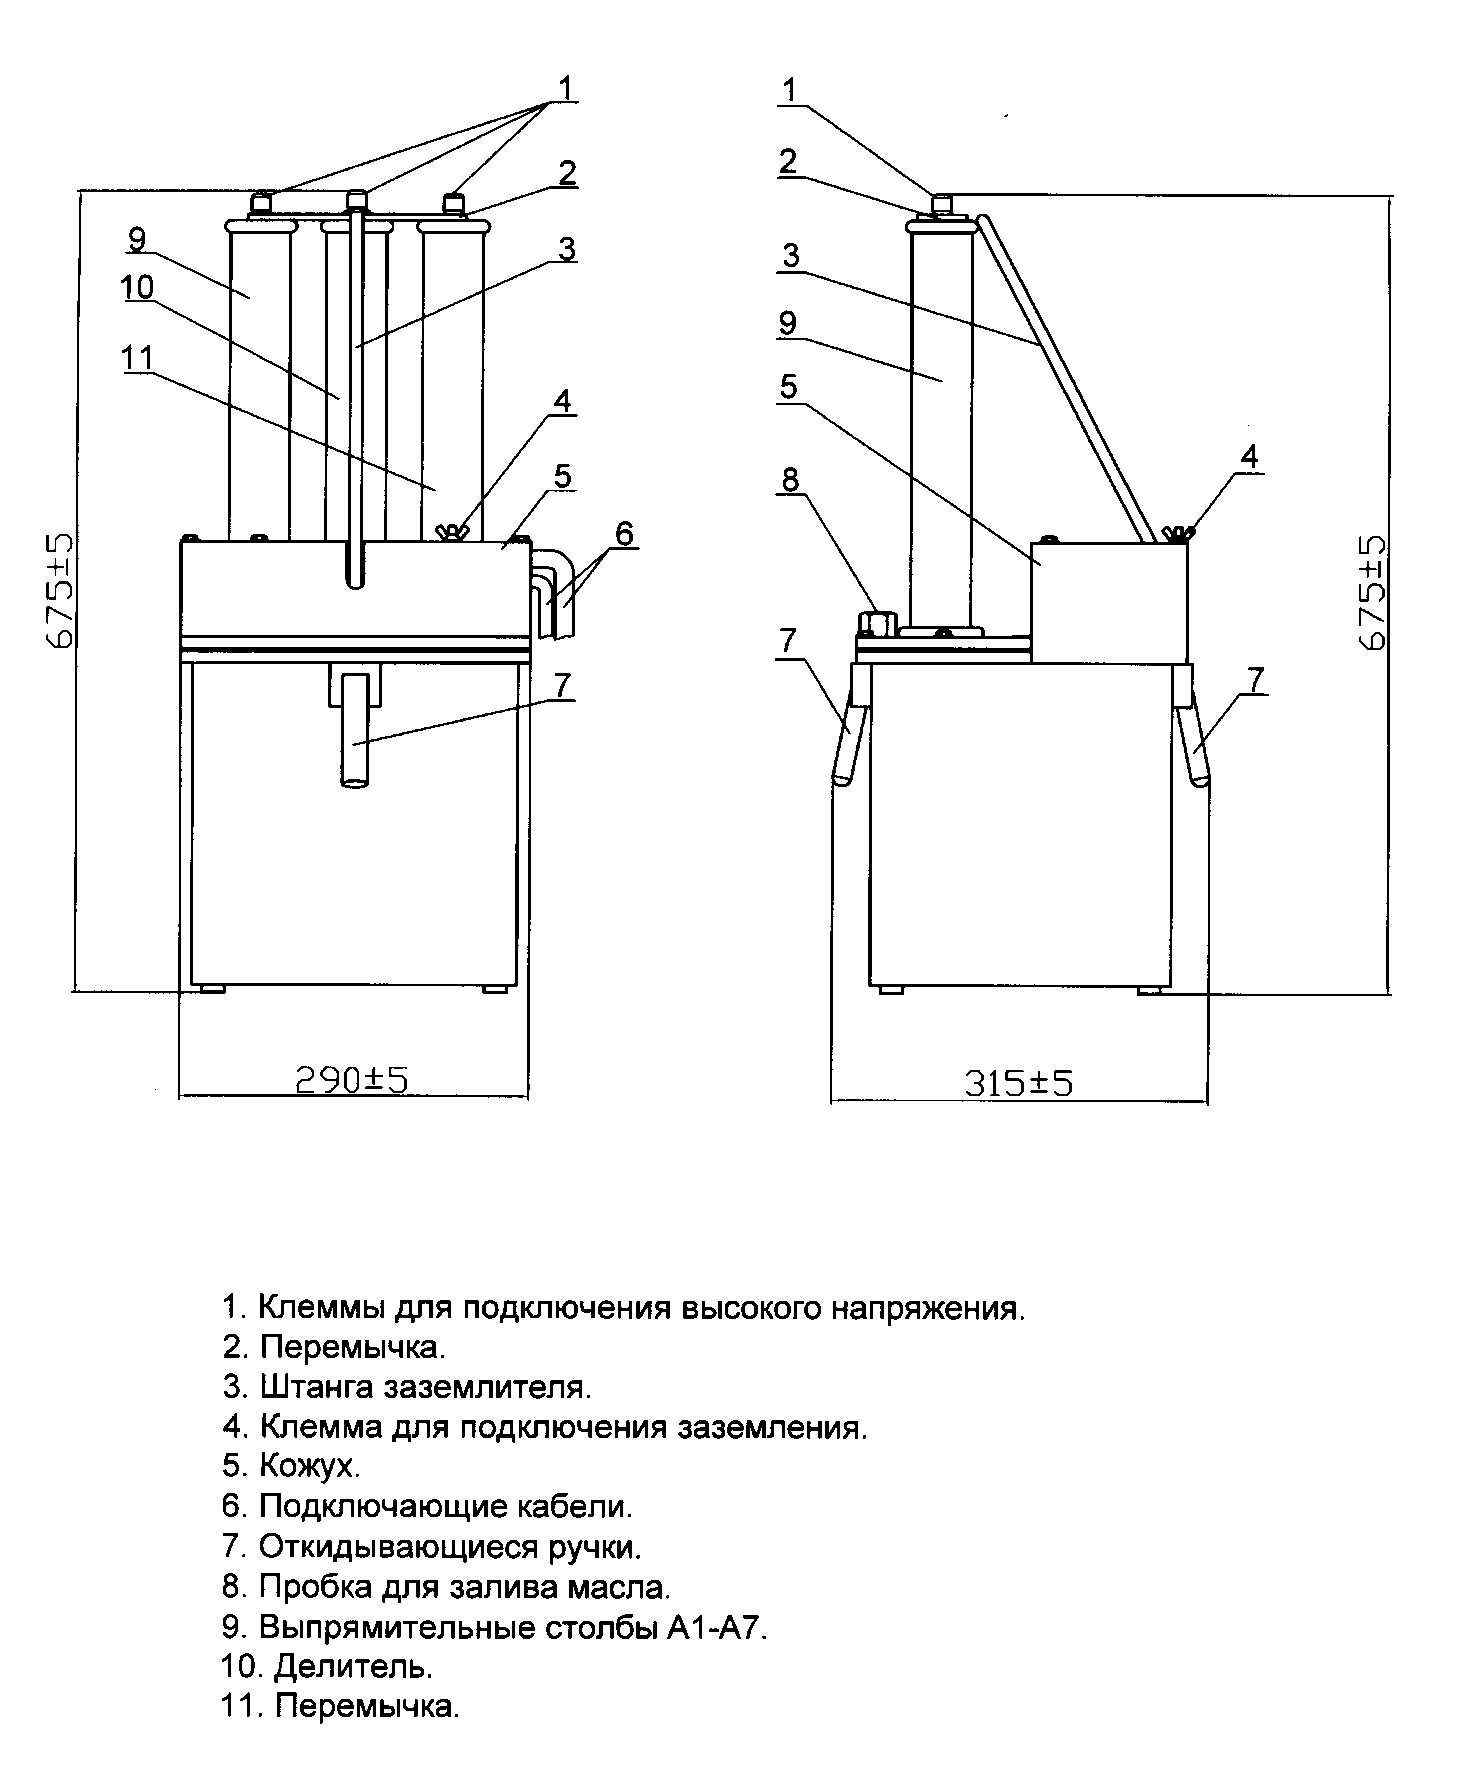 1
1
2
2
9
3
3
10
9
11
5
4
4
5
8
6
675±5
675±5
7
7
7
290±5
315±5
1. Клеммы для подключения высокого напряжения.
2. Перемычка.
3. Штанга заземлителя.
4. Клемма для подключения заземления.
5. Кожух.
6. Подключающие кабели.
7. Откидывающиеся ручки.
8. Пробка для залива масла.
9. Выпрямительные столбы А1-А7.
10. Делитель.
11. Перемычка.